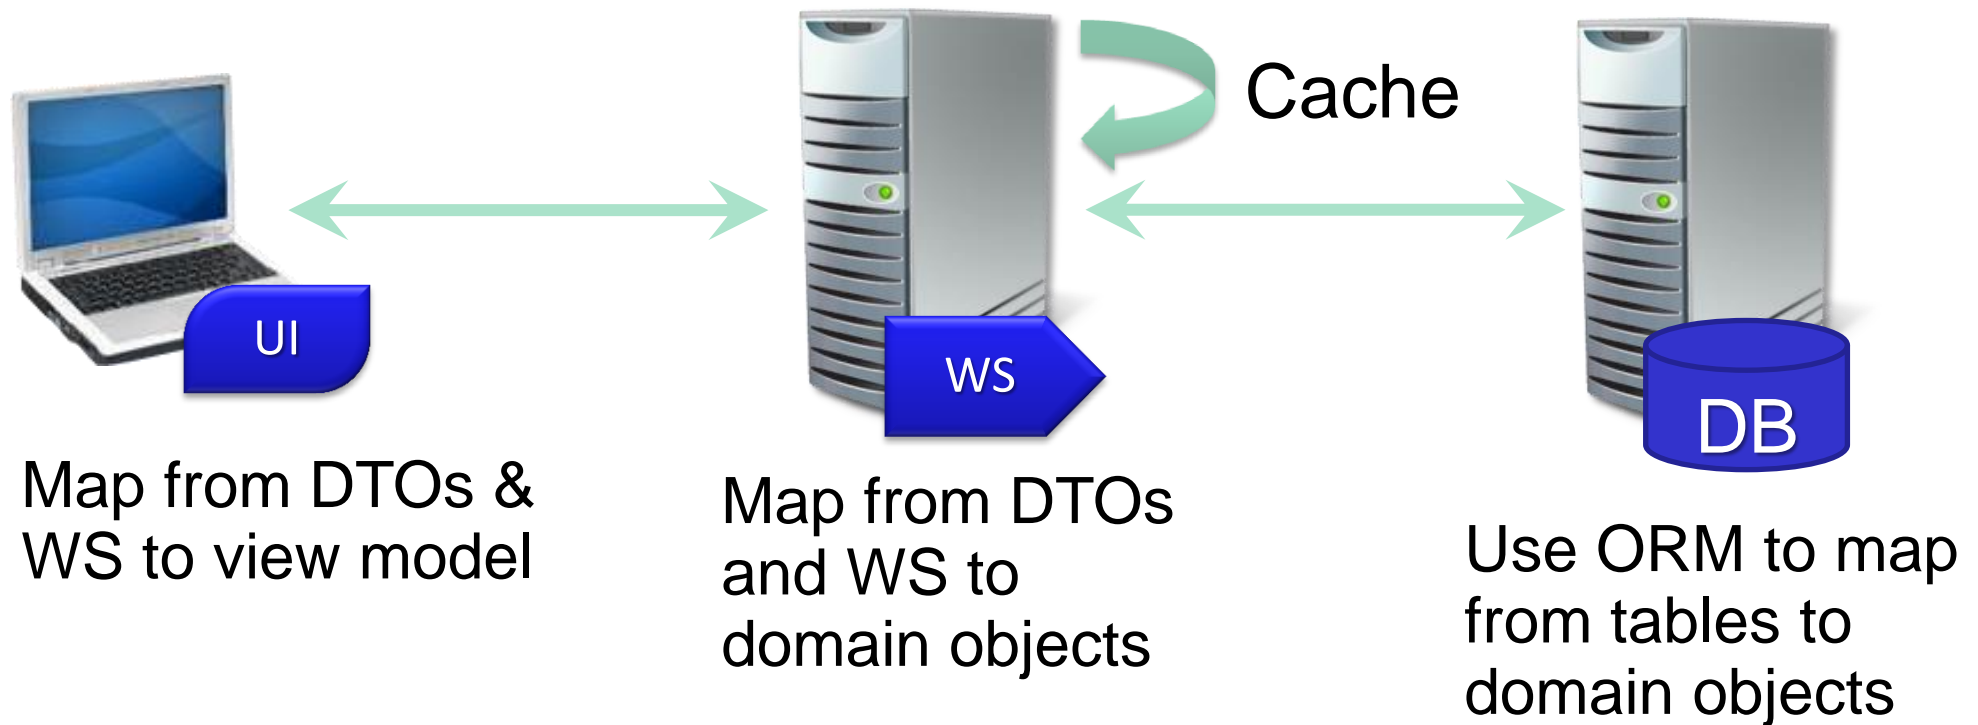 Cache
UI
WS
DB
Map from DTOs &
WS to view model
Map from DTOs
and WS to
domain objects
Use ORM to map
from tables to
domain objects